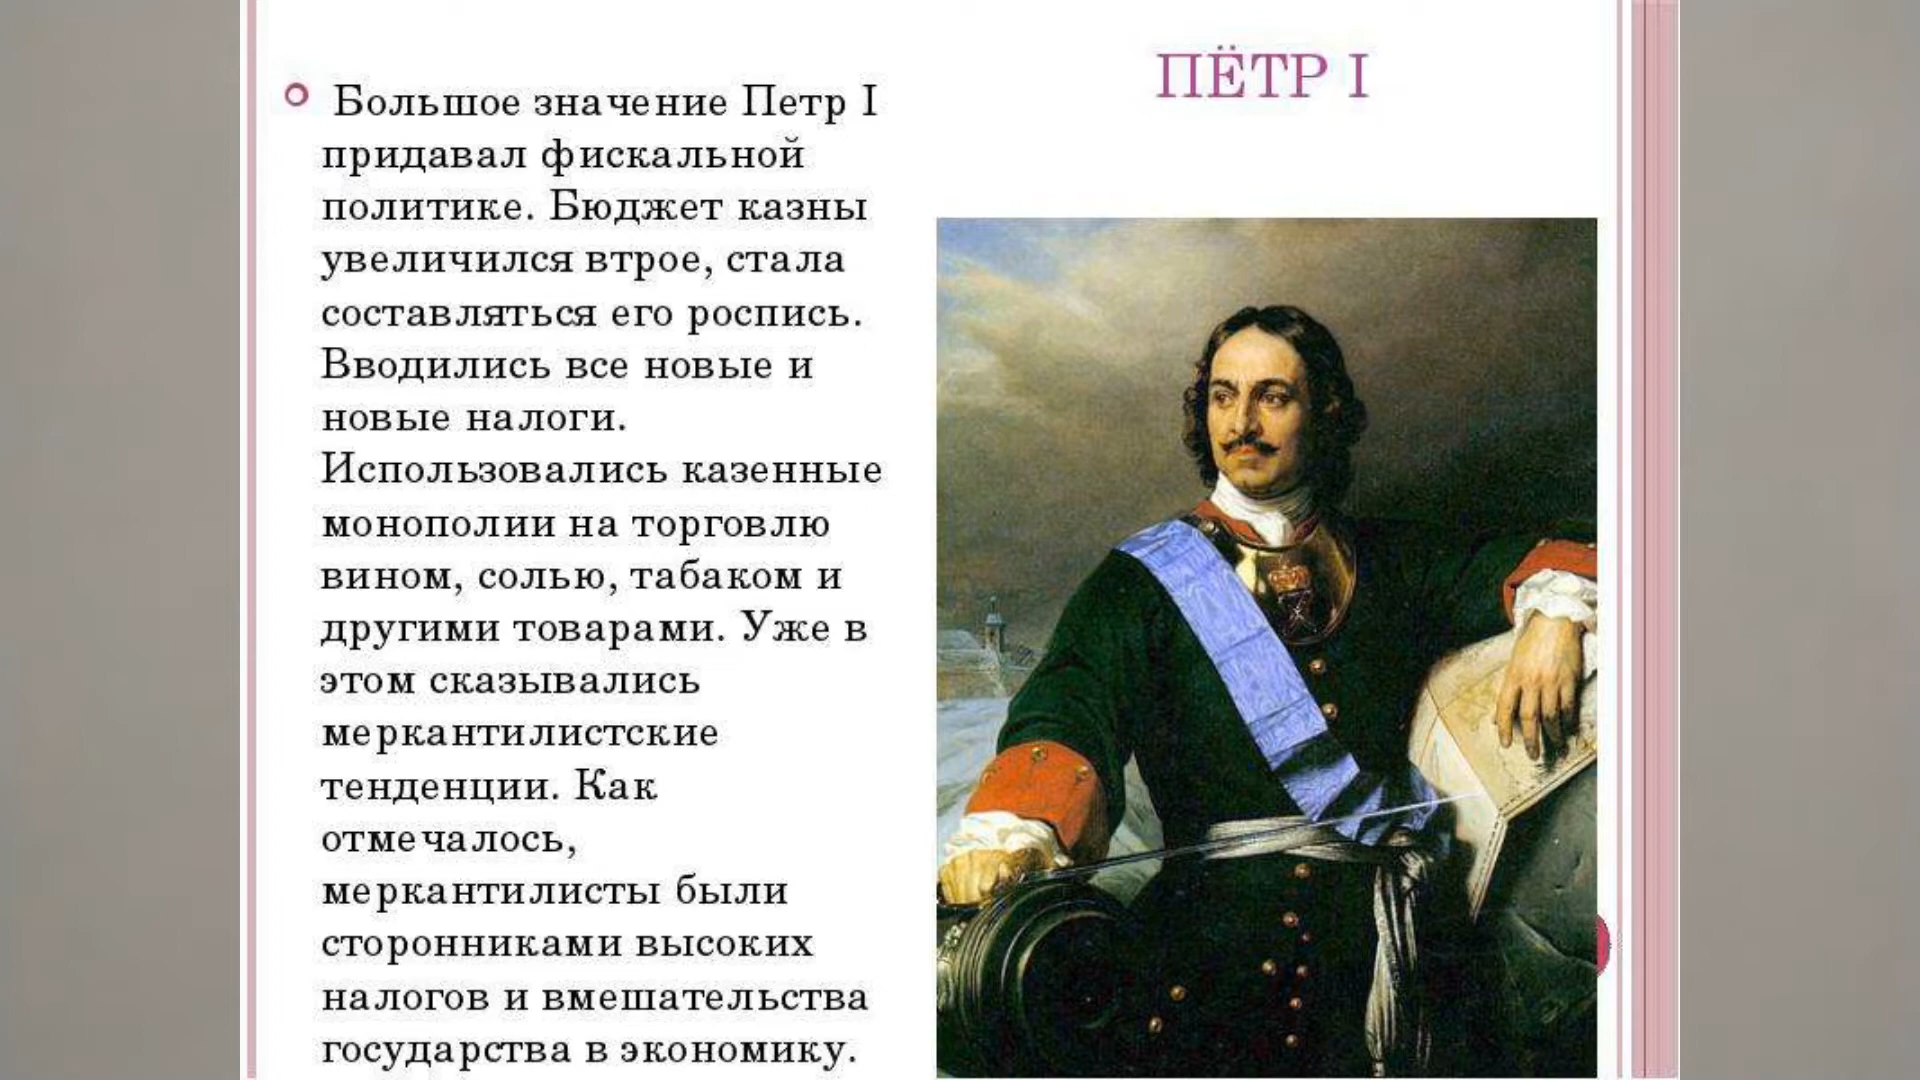 ПЁТР I
Большое значение Петр I
придавал фискальной
политике. Бюджет казны
увеличился втрое, стала
составляться его роспись.
Вводились все новые и
новые налоги.
Использовались казенные
монополии на торговлю
вином, солью, табаком и
другими товарами. Уже в
этом сказывались
меркантилистские
тенденции. Как
отмечалось,
меркантилисты были
сторонниками высоких
налогов и вмешательства
государства в экономику.